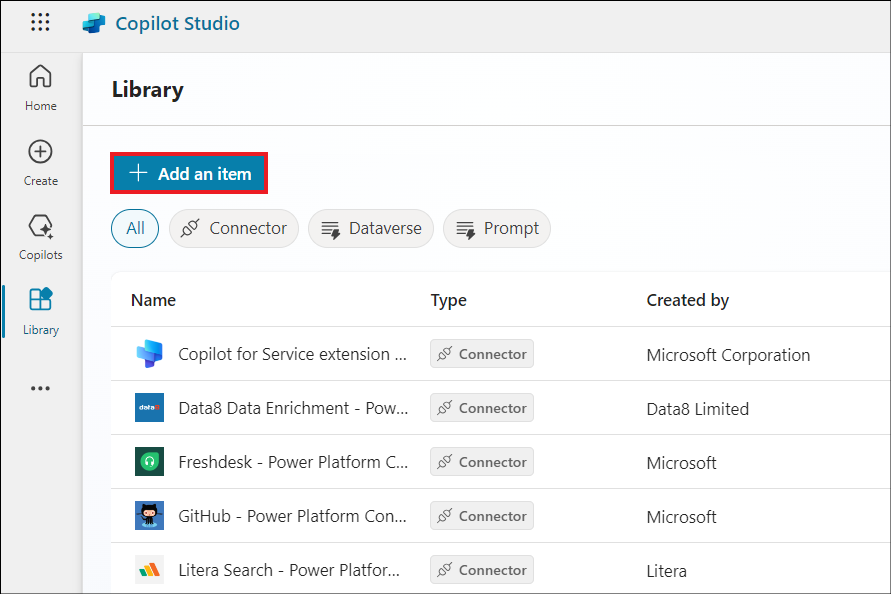 Copilot Studio
Home
Create
Copilots
Library
Library
Add an item
All Connector Dataverse Prompt
Name Type Created by
Copilot for Service extension ... Connector Microsoft Corporation
data8 Data8 Data Enrichment - Pow... Connector Data8 Limited
Freshdesk - Power Platform C... Connector Microsoft
GitHub - Power Platform Con... Connector Microsoft
Litera Search - Power Platfor... Connector Litera